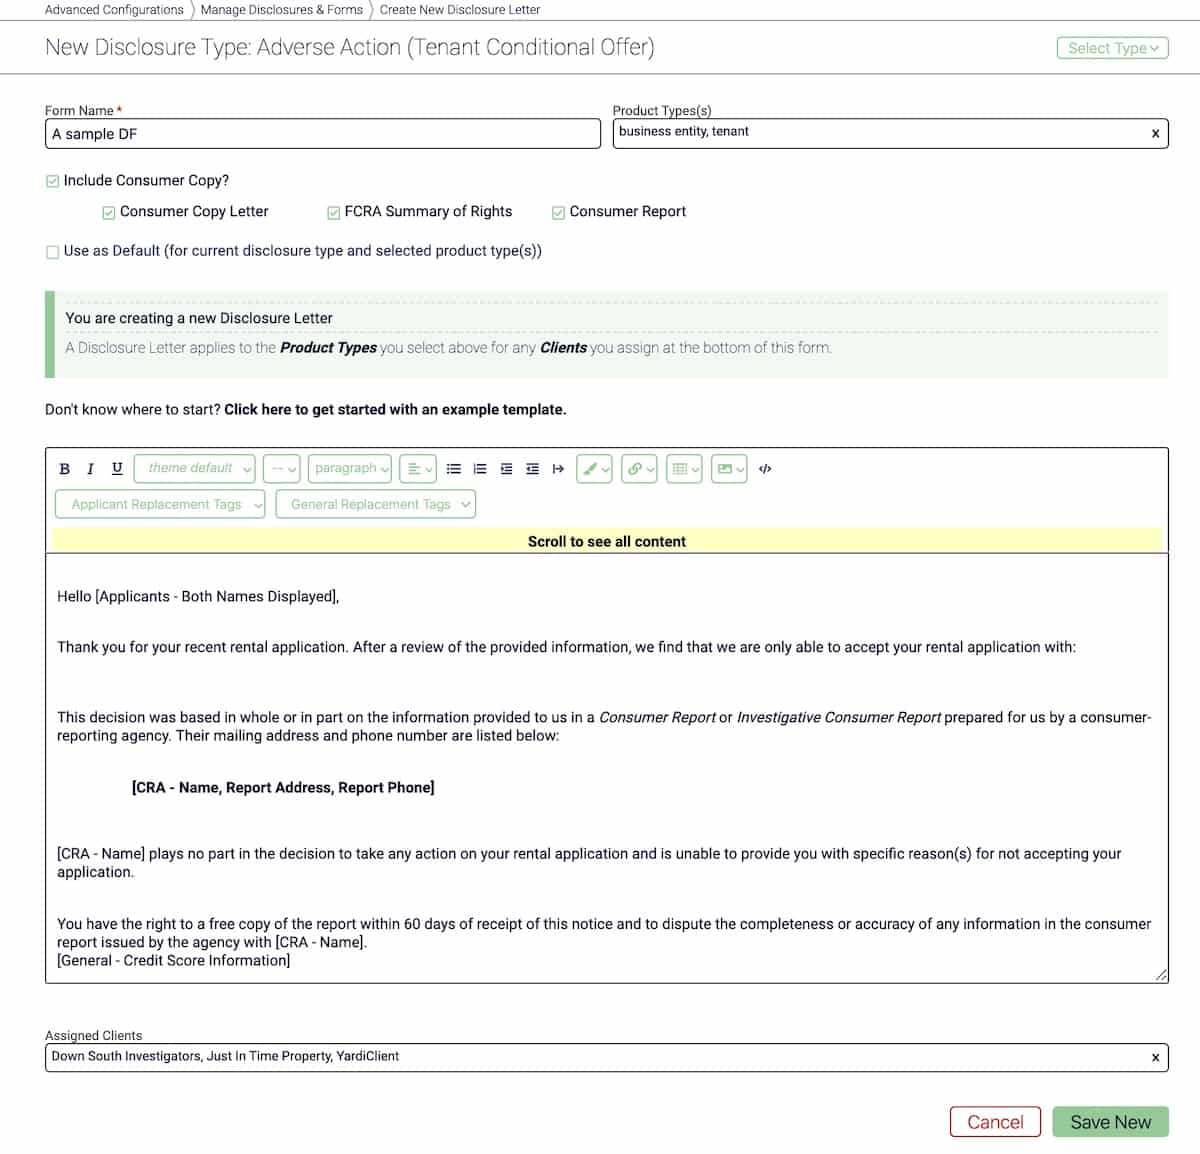 Advanced Configurations Manage Disclosures & Forms Create New Disclosure Letter
New Disclosure Type: Adverse Action (Tenant Conditional Offer)
Select Type
Form Name *
A sample DF
Product Types(s)
business entity, tenant x
Include Consumer Copy?
Consumer Copy Letter FCRA Summary of Rights Consumer Report
Use as Default (for current disclosure type and selected product type(s))
You are creating a new Disclosure Letter
A Disclosure Letter applies to the Product Types you select above for any Clients you assign at the bottom of this form.
Don't know where to start? Click here to get started with an example template.
B I U theme default -- paragraph </>
Applicant Replacement Tags General Replacement Tags
Scroll to see all content
Hello [Applicants - Both Names Displayed],
Thank you for your recent rental application. After a review of the provided information, we find that we are only able to accept your rental application with:
This decision was based in whole or in part on the information provided to us in a Consumer Report or Investigative Consumer Report prepared for us by a consumer-
reporting agency. Their mailing address and phone number are listed below:
[CRA - Name, Report Address, Report Phone]
[CRA - Name] plays no part in the decision to take any action on your rental application and is unable to provide you with specific reason(s) for not accepting your
application.
You have the right to a free copy of the report within 60 days of receipt of this notice and to dispute the completeness or accuracy of any information in the consumer
report issued by the agency with [CRA - Name].
[General - Credit Score Information]
Assigned Clients
Down South Investigators, Just In Time Property, YardiClient x
Cancel Save New